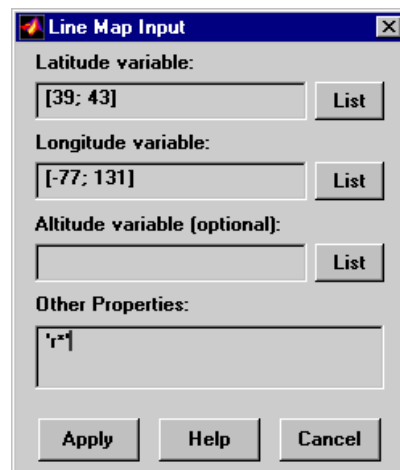 Line Map Input
Latitude variable:
[39; 43]
List
Longitude variable:
[-77; 131]
List
Altitude variable (optional):
List
Other Properties:
'r*'
Apply Help Cancel